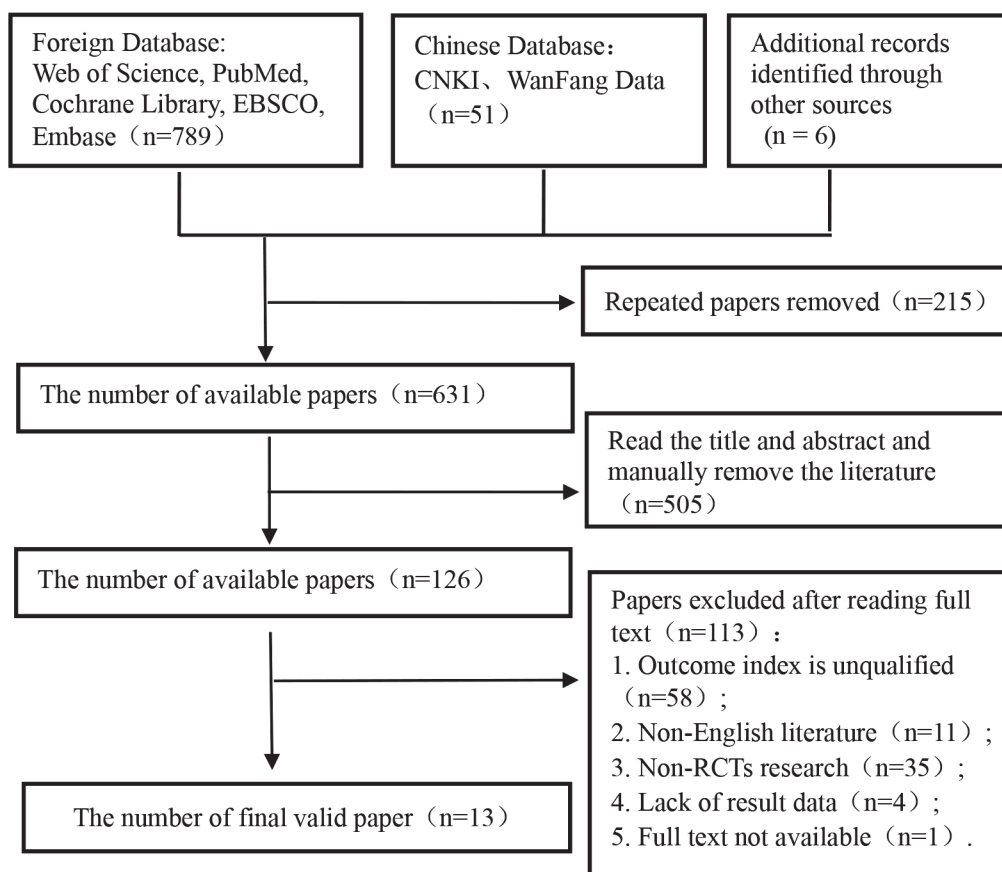 Foreign Database:
Web of Science, PubMed,
Cochrane Library, EBSCO,
Embase（n=789）
Chinese Database：
CNKI、WanFang Data
（n=51）
Additional records
identified through
other sources
(n = 6)
Repeated papers removed（n=215）
The number of available papers（n=631）
Read the title and abstract and
manually remove the literature
（n=505）
The number of available papers（n=126）
Papers excluded after reading full
text（n=113）：
1. Outcome index is unqualified
（n=58）;
2. Non-English literature（n=11）;
3. Non-RCTs research（n=35）;
4. Lack of result data（n=4）;
5. Full text not available（n=1）.
The number of final valid paper（n=13）